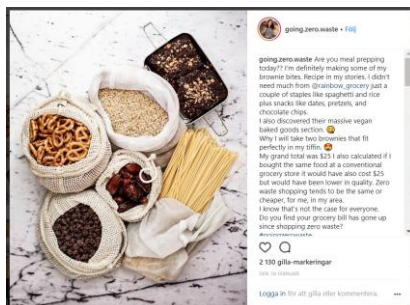 going.zero.waste • Följ
going.zero.waste Are you meal prepping
today?? I'm definitely making some of my
brownie bites. Recipe in my stories. I didn't
need much from @rainbow_grocery just a
couple of staples like spaghetti and rice
plus snacks like dates, pretzels, and
chocolate chips.
I also discovered their massive vegan
baked goods section. 😋
Why I will take two brownies that fit
perfectly in my tiffin. 😍
My grand total was $25 I also calculated if I
bought the same food at a conventional
grocery store it would have also cost $25
but would have been lower in quality. Zero
waste shopping tends to be the same or
cheaper, for me, in my area.
I know that's not the case for everyone.
Do you find your grocery bill has gone up
since shopping zero waste?
#goingzerowaste
2 130 gilla-markeringar
FEBRUARI
Logga in för att gilla eller kommentera.